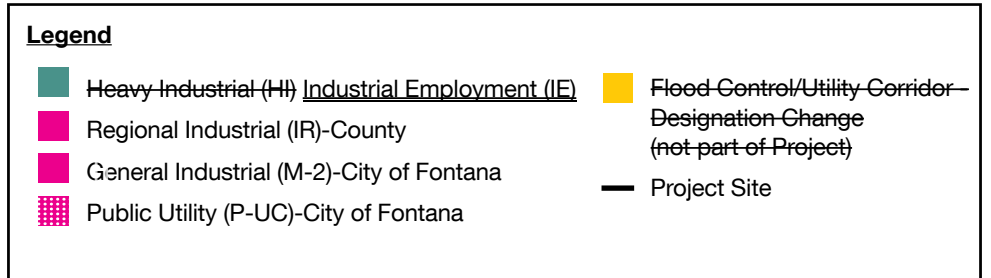 Legend
Heavy Industrial (HI) Industrial Employment (IE)
Regional Industrial (IR)-County
General Industrial (M-2)-City of Fontana
Public Utility (P-UC)-City of Fontana
Flood Control/Utility Corridor -
Designation Change
(not part of Project)
Project Site